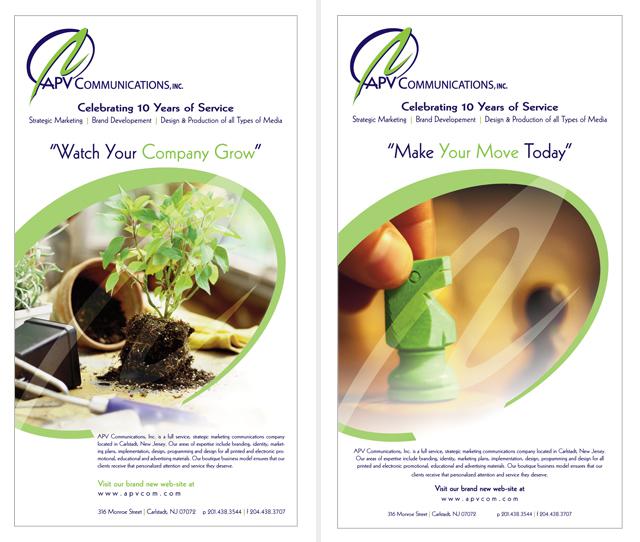 APV COMMUNICATIONS, INC.
Celebrating 10 Years of Service
Strategic Marketing | Brand Developement | Design & Production of all Types of Media
“Watch Your Company Grow”
APV Communications, Inc. is a full service, strategic marketing communications company
located in Carlstadt, New Jersey. Our areas of expertise include branding, identity, market-
ing plans, implementation, design, programming and design for all printed and electronic pro-
motional, educational and advertising materials. Our boutique business model ensures that our
clients receive that personalized attention and service they deserve.
Visit our brand new web-site at
www.apvcom.com
316 Monroe Street | Carlstadt, NJ 07072 p 201.438.3544 | f 204.438.3707
APV COMMUNICATIONS, INC.
Celebrating 10 Years of Service
Strategic Marketing | Brand Developement | Design & Production of all Types of Media
“Make Your Move Today”
APV Communications, Inc. is a full service, strategic marketing communications company located in Carlstadt, New Jersey.
Our areas of expertise include branding, identity, marketing plans, implementation, design, programming and design for all
printed and electronic promotional, educational and advertising materials. Our boutique business model ensures that our
clients receive that personalized attention and service they deserve.
Visit our brand new web-site at
www.apvcom.com
316 Monroe Street | Carlstadt, NJ 07072 p 201.438.3544 | f 204.438.3707